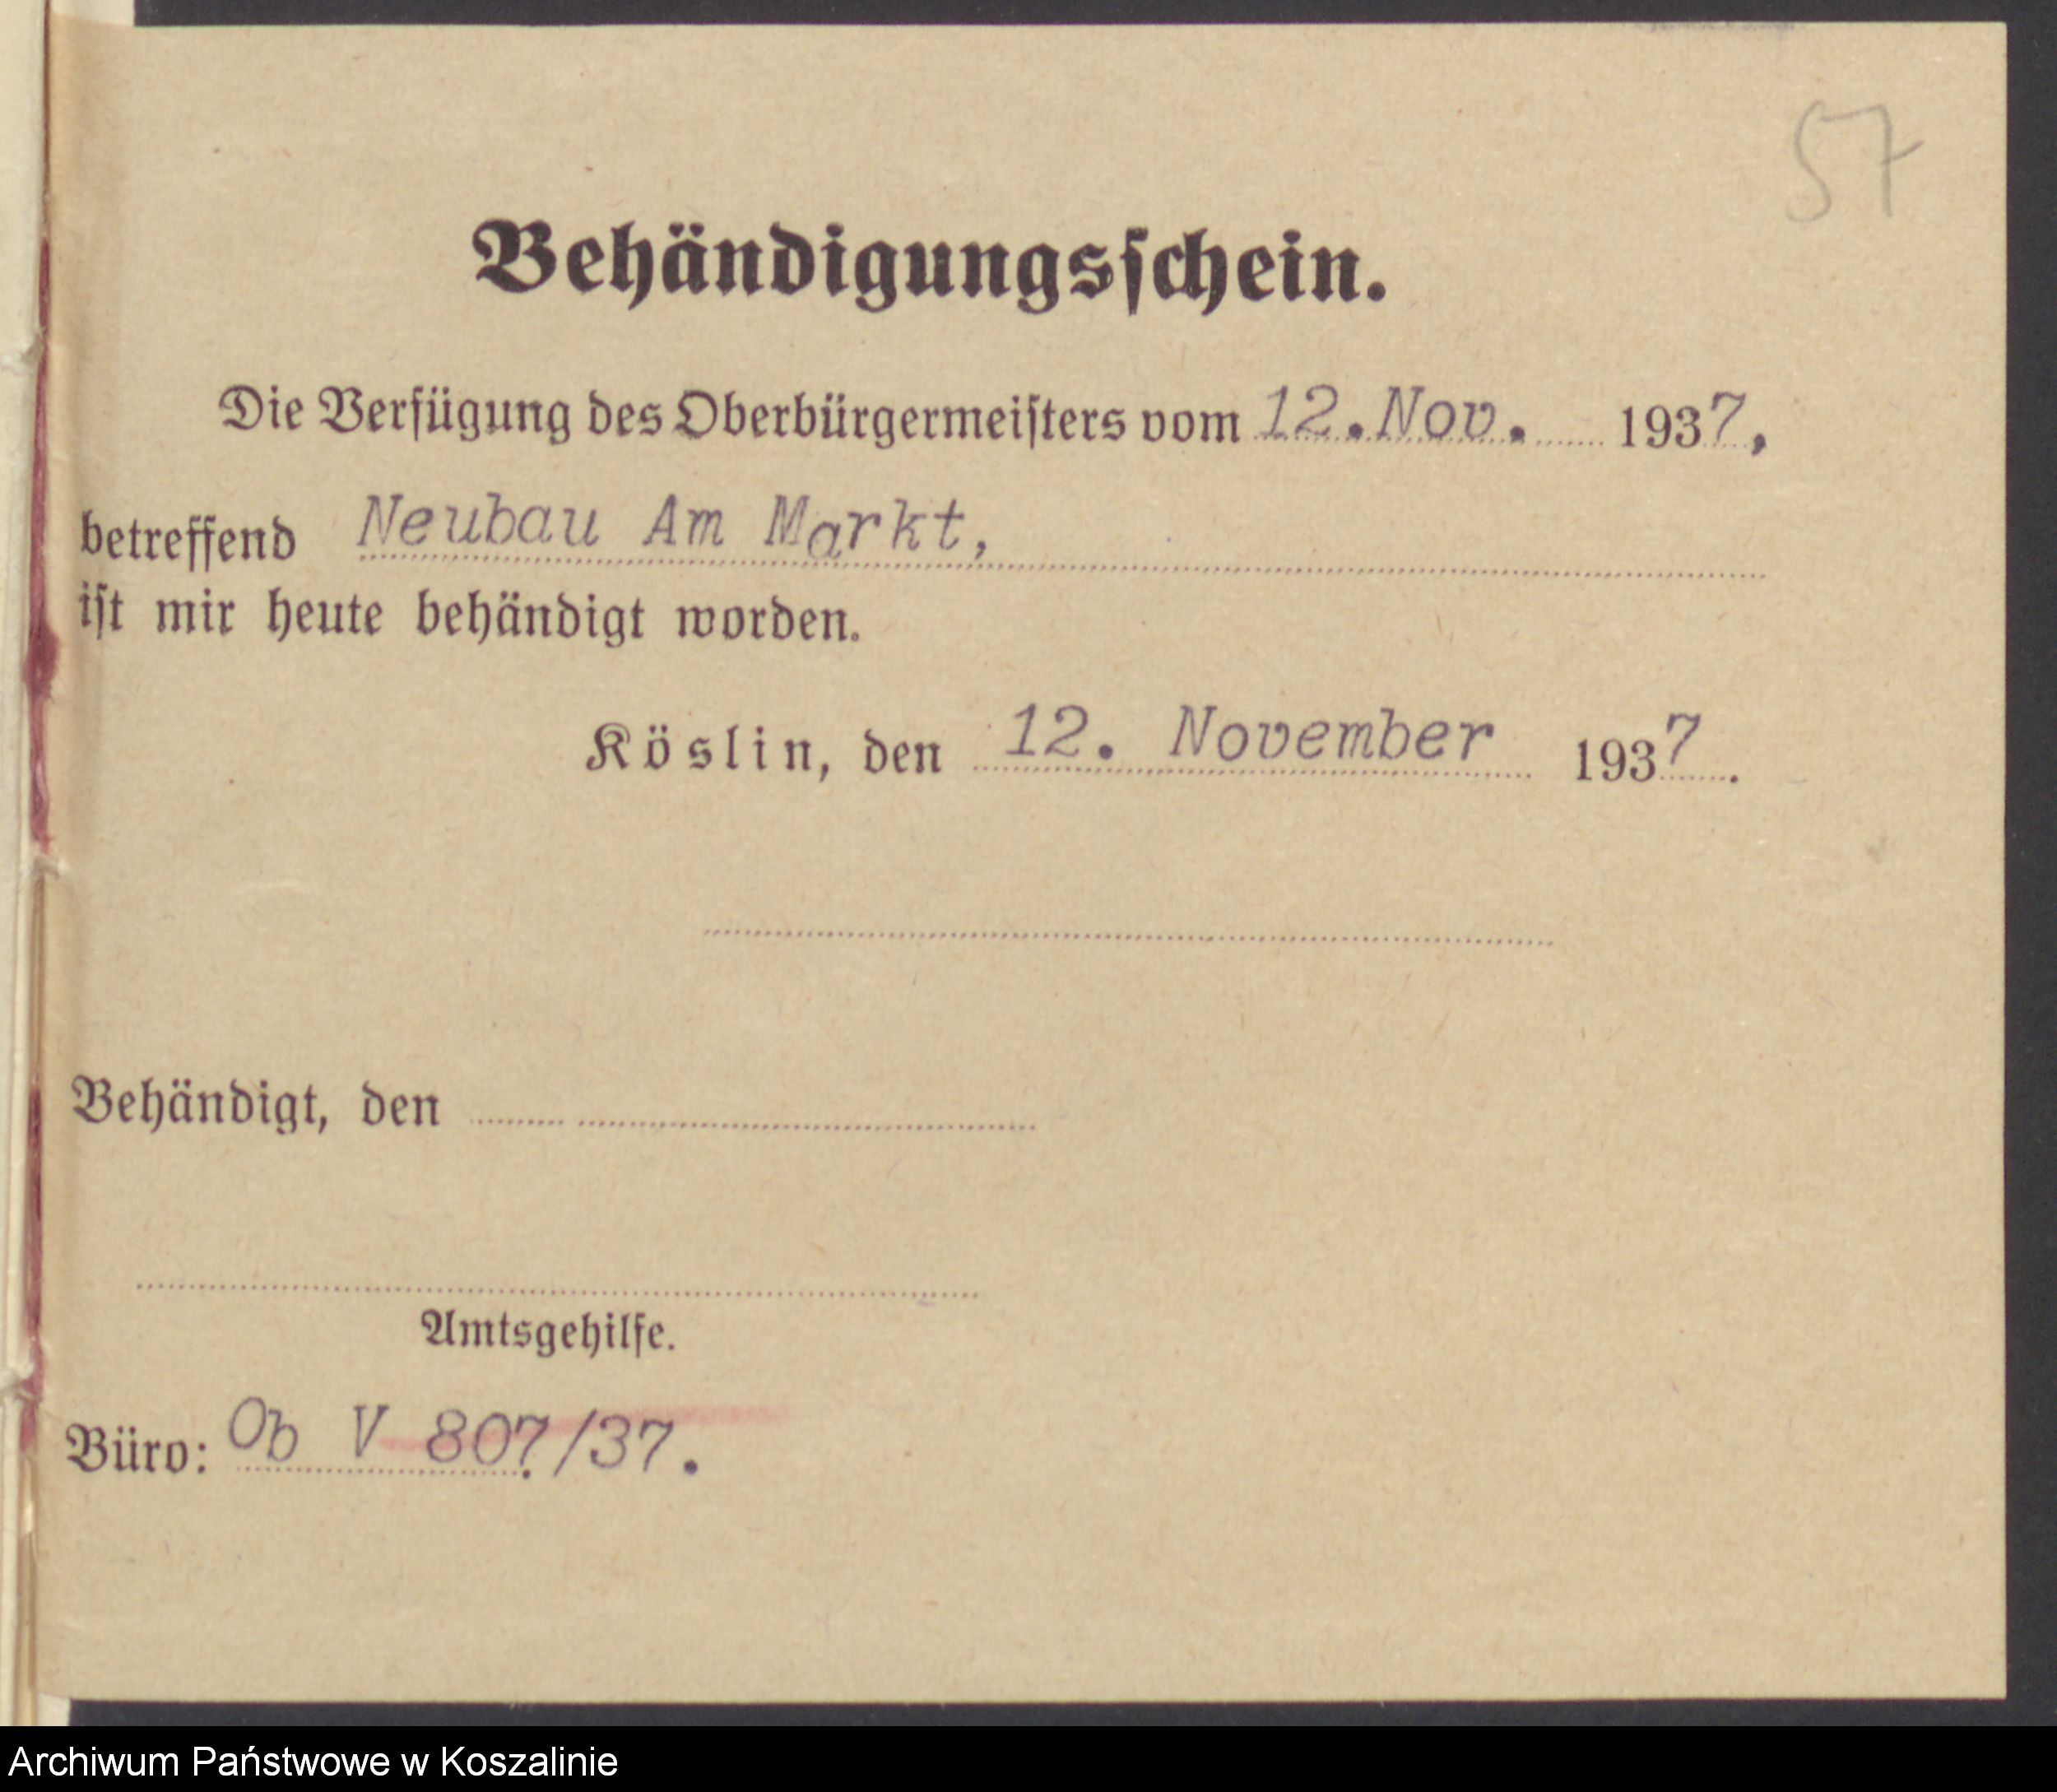 57
Behändigungsschein.
Die Verfügung des Oberbürgermeisters vom 12.Nov. 1937,
betreffend Neubau Am Markt,
ist mir heute behändigt worden.
Köslin, den 12. November 1937.
Behändigt, den
Amtsgehilfe.
Büro: Ob V 807/37.
Archiwum Państwowe w Koszalinie